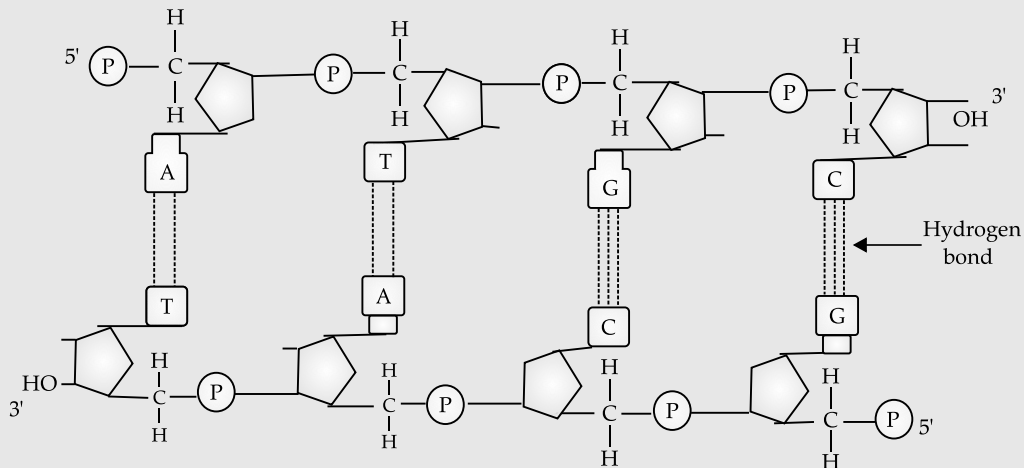 H H H H
5' P C P C P C P C 3'
H H H H OH
A T G C
Hydrogen
bond
T A C G
H H H H
HO C P C P C P C P 5'
3' H H H H